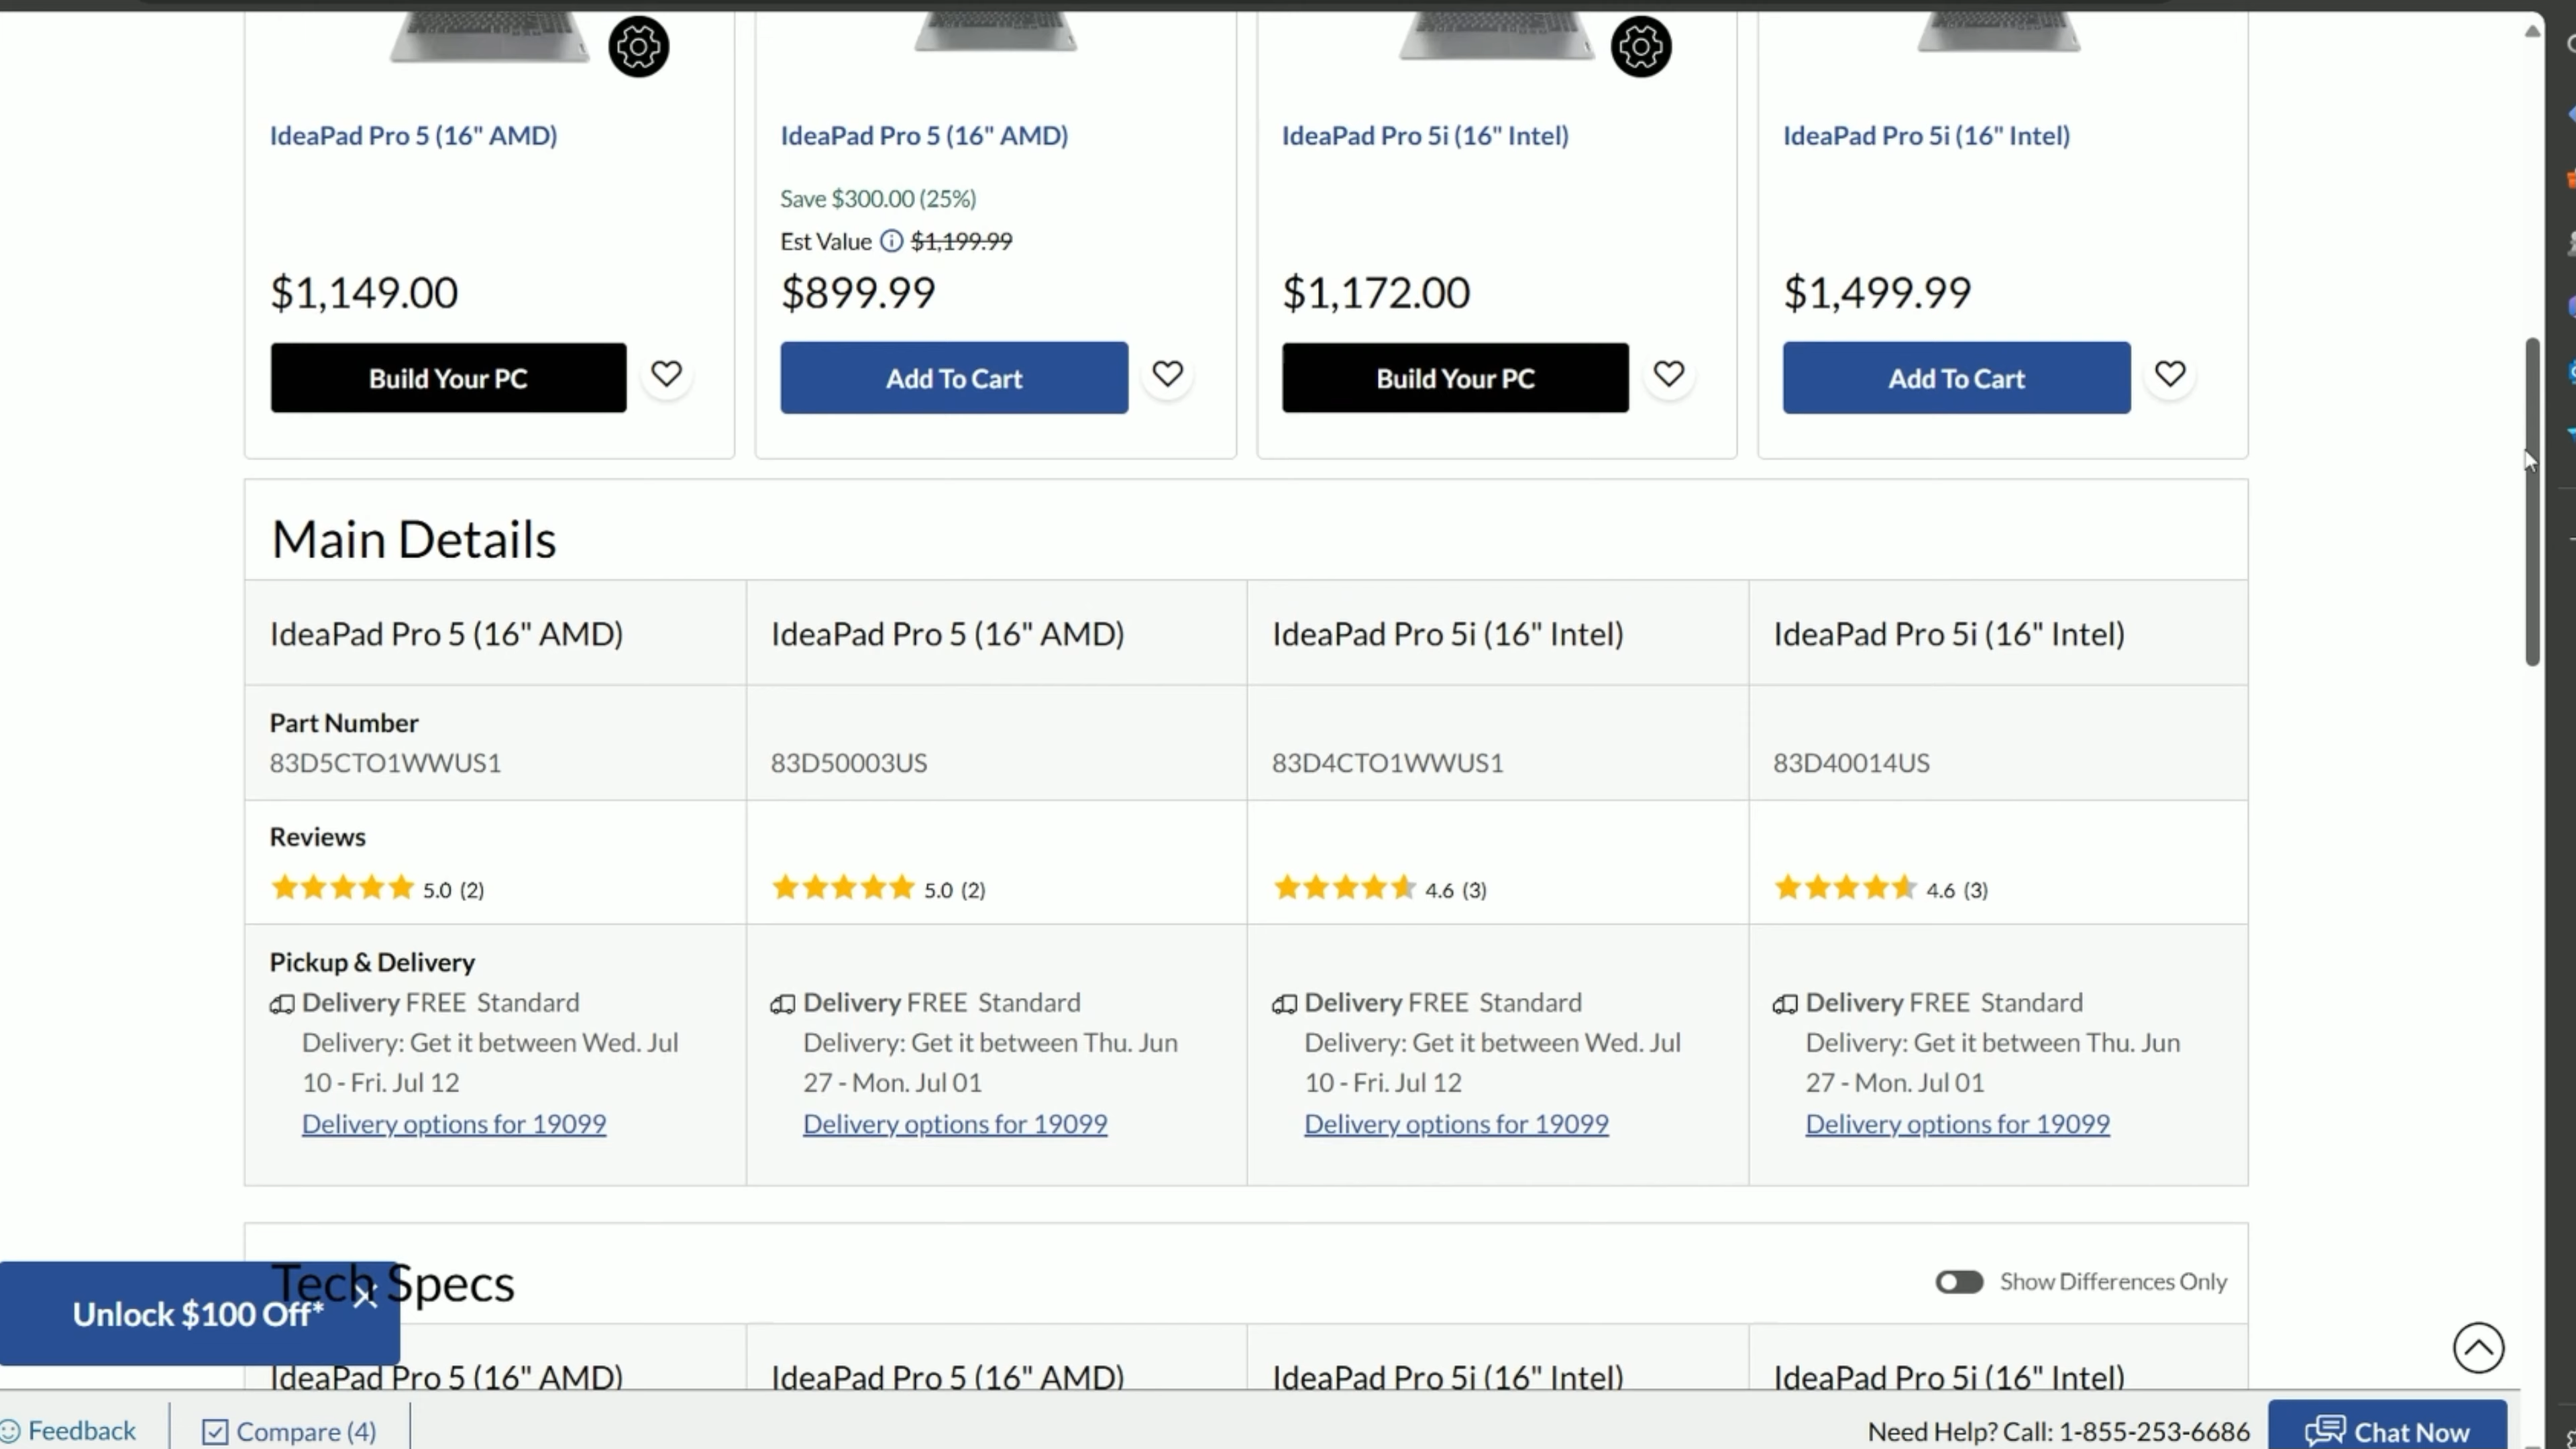 IdeaPad Pro 5 (16" AMD)
IdeaPad Pro 5 (16" AMD)
IdeaPad Pro 5i (16" Intel)
IdeaPad Pro 5i (16" Intel)
Save $300.00 (25%)
Est Value $1,199.99
$1,149.00
$899.99
$1,172.00
$1,499.99
Build Your PC
Add To Cart
Build Your PC
Add To Cart
Main Details
IdeaPad Pro 5 (16" AMD)
IdeaPad Pro 5 (16" AMD)
IdeaPad Pro 5i (16" Intel)
IdeaPad Pro 5i (16" Intel)
Part Number
83D5CTO1WWUS1
83D50003US
83D4CTO1WWUS1
83D40014US
Reviews
5.0 (2)
5.0 (2)
4.6 (3)
4.6 (3)
Pickup & Delivery
Delivery FREE Standard
Delivery: Get it between Wed. Jul
10 - Fri. Jul 12
Delivery options for 19099
Delivery FREE Standard
Delivery: Get it between Thu. Jun
27 - Mon. Jul 01
Delivery options for 19099
Delivery FREE Standard
Delivery: Get it between Wed. Jul
10 - Fri. Jul 12
Delivery options for 19099
Delivery FREE Standard
Delivery: Get it between Thu. Jun
27 - Mon. Jul 01
Delivery options for 19099
Tech Specs
Show Differences Only
Unlock $100 Off*
IdeaPad Pro 5 (16" AMD)
IdeaPad Pro 5 (16" AMD)
IdeaPad Pro 5i (16" Intel)
IdeaPad Pro 5i (16" Intel)
Feedback
Compare (4)
Need Help? Call: 1-855-253-6686
Chat Now